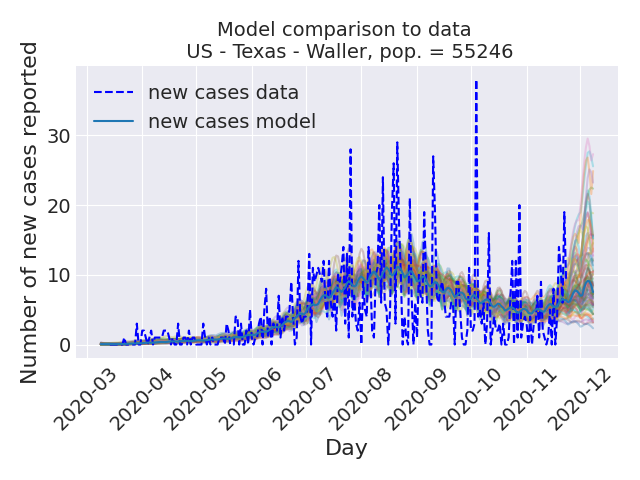 Model comparison to data
US - Texas - Waller, pop. = 55246
Number of new cases reported
new cases data
new cases model
30
20
10
0
2020-03
2020-04
2020-05
2020-06
2020-07
2020-08
2020-09
2020-10
2020-11
2020-12
Day